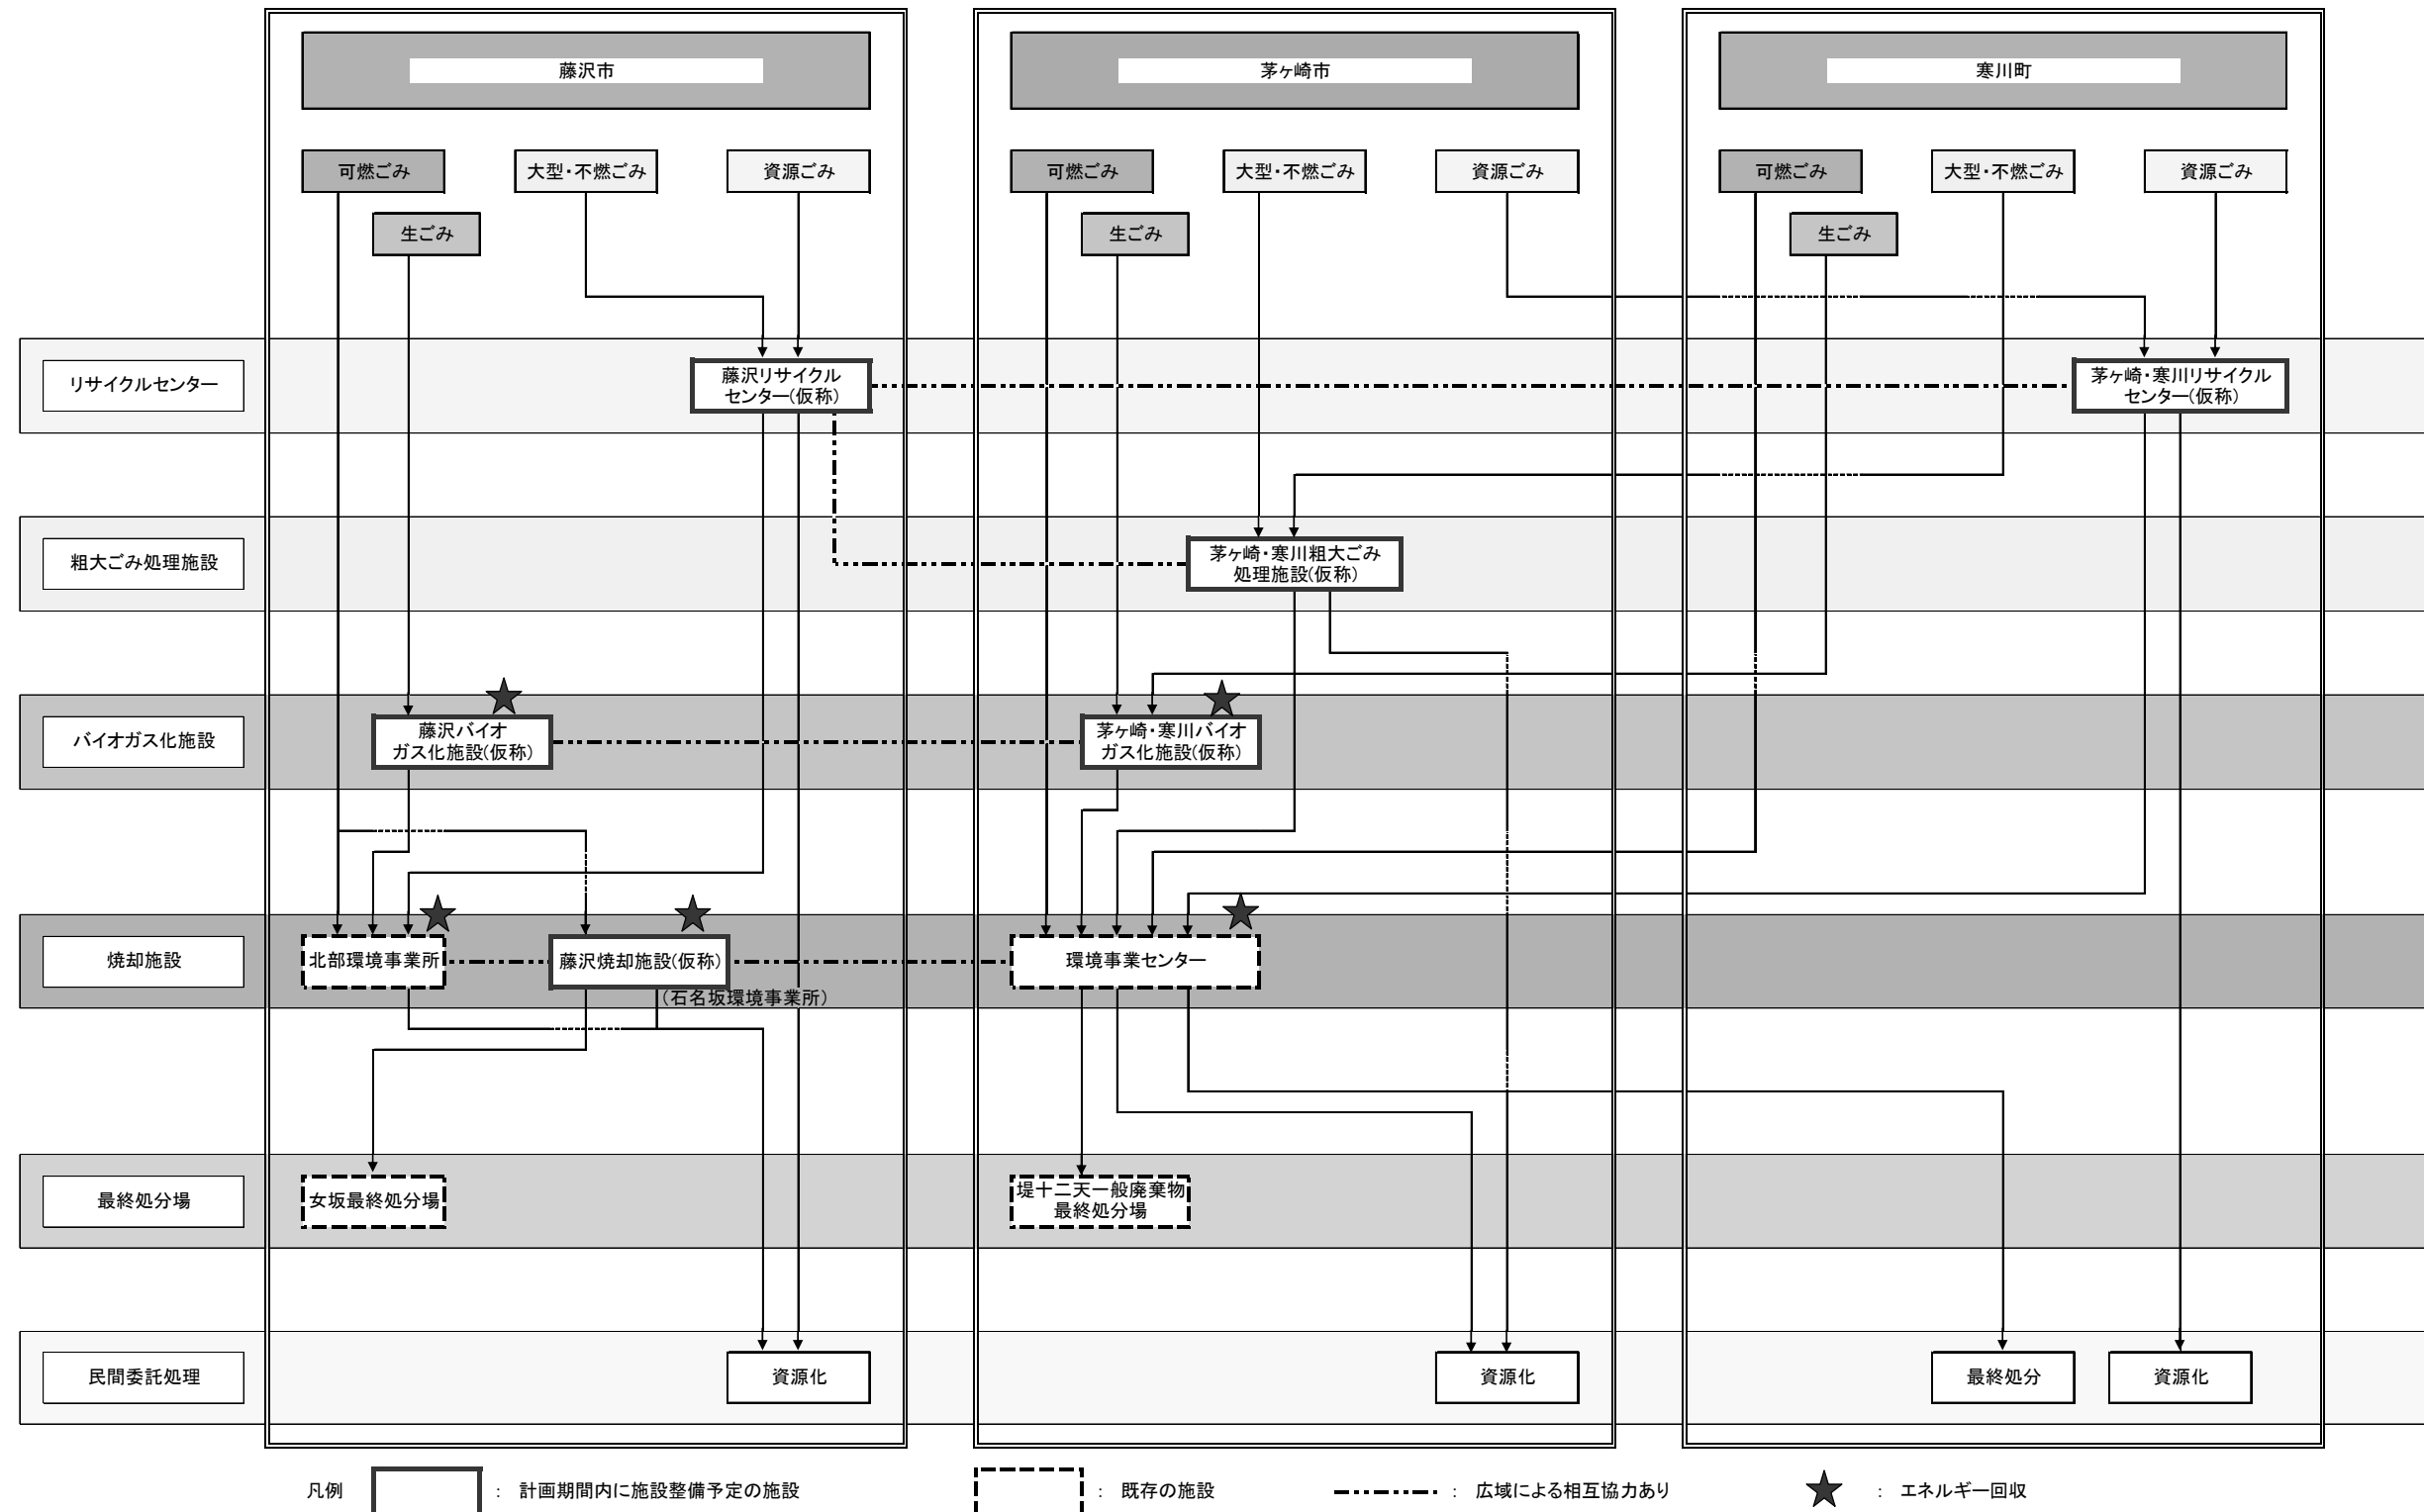 藤沢市
茅ヶ崎市
寒川町
可燃ごみ
大型・不燃ごみ
資源ごみ
可燃ごみ
大型・不燃ごみ
資源ごみ
可燃ごみ
大型・不燃ごみ
資源ごみ
生ごみ
生ごみ
生ごみ
リサイクルセンター
藤沢リサイクル
センター(仮称)
茅ヶ崎・寒川リサイクル
センター(仮称)
粗大ごみ処理施設
茅ヶ崎・寒川粗大ごみ
処理施設(仮称)
バイオガス化施設
藤沢バイオ
ガス化施設(仮称)
茅ヶ崎・寒川バイオ
ガス化施設(仮称)
焼却施設
北部環境事業所
藤沢焼却施設(仮称)
(石名坂環境事業所)
環境事業センター
最終処分場
女坂最終処分場
堤十二天一般廃棄物
最終処分場
民間委託処理
資源化
資源化
最終処分
資源化
凡例
: 計画期間内に施設整備予定の施設
: 既存の施設
: 広域による相互協力あり
: エネルギー回収